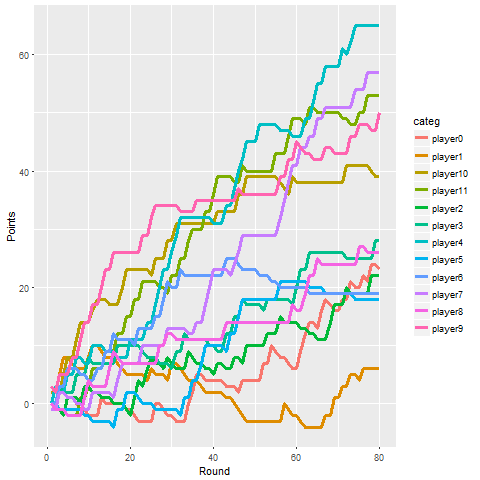 60
40
20
0
Points
0
20
40
60
80
Round
categ
player0
player1
player10
player11
player2
player3
player4
player5
player6
player7
player8
player9